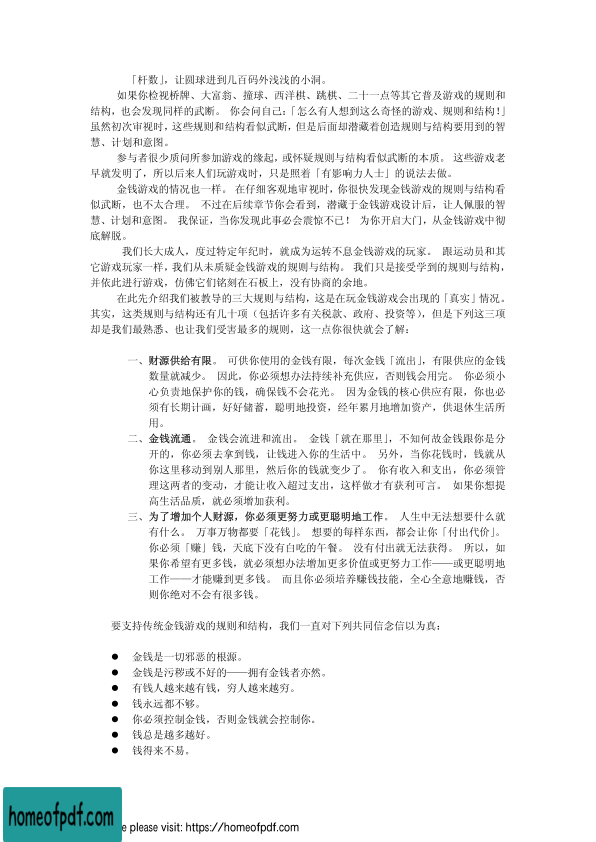 「杆数」，让圆球进到几百码外浅浅的小洞。
如果你检视桥牌、大富翁、撞球、西洋棋、跳棋、二十一点等其它普及游戏的规则和
结构，也会发现同样的武断。 你会问自己：「怎么有人想到这么奇怪的游戏、规则和结构！」
虽然初次审视时，这些规则和结构看似武断，但是后面却潜藏着创造规则与结构要用到的智
慧、计划和意图。
参与者很少质问所参加游戏的缘起，或怀疑规则与结构看似武断的本质。 这些游戏老
早就发明了，所以后来人们玩游戏时，只是照着「有影响力人士」的说法去做。
金钱游戏的情况也一样。 在仔细客观地审视时，你很快发现金钱游戏的规则与结构看
似武断，也不太合理。 不过在后续章节你会看到，潜藏于金钱游戏设计后，让人佩服的智
慧、计划和意图。 我保证，当你发现此事必会震惊不已！ 为你开启大门，从金钱游戏中彻
底解脱。
我们长大成人，度过特定年纪时，就成为运转不息金钱游戏的玩家。 跟运动员和其
它游戏玩家一样，我们从未质疑金钱游戏的规则与结构。 我们只是接受学到的规则与结构，
并依此进行游戏，仿佛它们铭刻在石板上，没有协商的余地。
在此先介绍我们被教导的三大规则与结构，这是在玩金钱游戏会出现的「真实」情况。
其实，这类规则与结构还有几十项（包括许多有关税款、政府、投资等），但是下列这三项
却是我们最熟悉、也让我们受害最多的规则，这一点你很快就会了解：
一、财源供给有限。 可供你使用的金钱有限，每次金钱「流出」，有限供应的金钱
数量就减少。 因此，你必须想办法持续补充供应，否则钱会用完。 你必须小
心负责地保护你的钱，确保钱不会花光。 因为金钱的核心供应有限，你也必
须有长期计画，好好储蓄，聪明地投资，经年累月地增加资产，供退休生活所
用。
二、金钱流通。 金钱会流进和流出。 金钱「就在那里」，不知何故金钱跟你是分
开的，你必须去拿到钱，让钱进入你的生活中。 另外，当你花钱时，钱就从
你这里移动到别人那里，然后你的钱就变少了。 你有收入和支出，你必须管
理这两者的变动，才能让收入超过支出，这样做才有获利可言。 如果你想提
高生活品质，就必须增加获利。
三、为了增加个人财源，你必须更努力或更聪明地工作。 人生中无法想要什么就
有什么。 万事万物都要「花钱」。 想要的每样东西，都会让你「付出代价」。
你必须「赚」钱，天底下没有白吃的午餐。 没有付出就无法获得。 所以，如
果你希望有更多钱，就必须想办法增加更多价值或更努力工作——或更聪明地
工作——才能赚到更多钱。 而且你必须培养赚钱技能，全心全意地赚钱，否
则你绝对不会有很多钱。
要支持传统金钱游戏的规则和结构，我们一直对下列共同信念信以为真：
● 金钱是一切邪恶的根源。
● 金钱是污秽或不好的——拥有金钱者亦然。
● 有钱人越来越有钱，穷人越来越穷。
● 钱永远都不够。
● 你必须控制金钱，否则金钱就会控制你。
● 钱总是越多越好。
● 钱得来不易。
homeofpdf.com
e please visit: https://homeofpdf.com